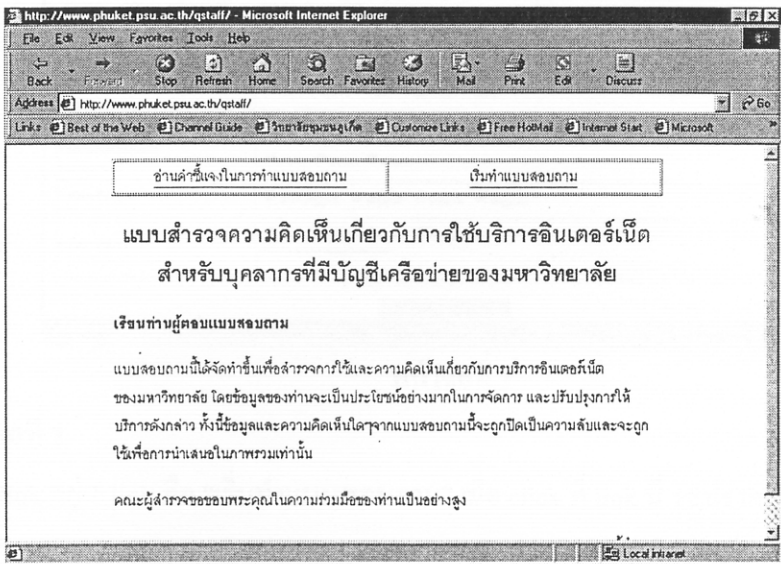 http://www.phuket.psu.ac.th/qstaff/ - Microsoft Internet Explorer
File Edit View Favorites Tools Help
Back Forward Stop Refresh Home Search Favorites History Mail Print Edit Discuss
Address http://www.phuket.psu.ac.th/qstaff/ Go
Links Best of the Web Channel Guide วิทยาลัยชุมชนภูเก็ต Customize Links Free HotMail Internet Start Microsoft
อ่านคำชี้แจงในการทำแบบสอบถาม เริ่มทำแบบสอบถาม
แบบสำรวจความคิดเห็นเกี่ยวกับการใช้บริการอินเตอร์เน็ต
สำหรับบุคลากรที่มีบัญชีเครือข่ายของมหาวิทยาลัย
เรียนท่านผู้ตอบแบบสอบถาม
แบบสอบถามนี้ได้จัดทำขึ้นเพื่อสำรวจการใช้และความคิดเห็นเกี่ยวกับการบริการอินเตอร์เน็ต
ของมหาวิทยาลัย โดยข้อมูลของท่านจะเป็นประโยชน์อย่างมากในการจัดการ และปรับปรุงการให้
บริการดังกล่าว ทั้งนี้ข้อมูลและความคิดเห็นใดๆจากแบบสอบถามนี้จะถูกปิดเป็นความลับและจะถูก
ใช้เพื่อการนำเสนอในภาพรวมเท่านั้น
คณะผู้สำรวจขอขอบพระคุณในความร่วมมือของท่านเป็นอย่างสูง
Local intranet